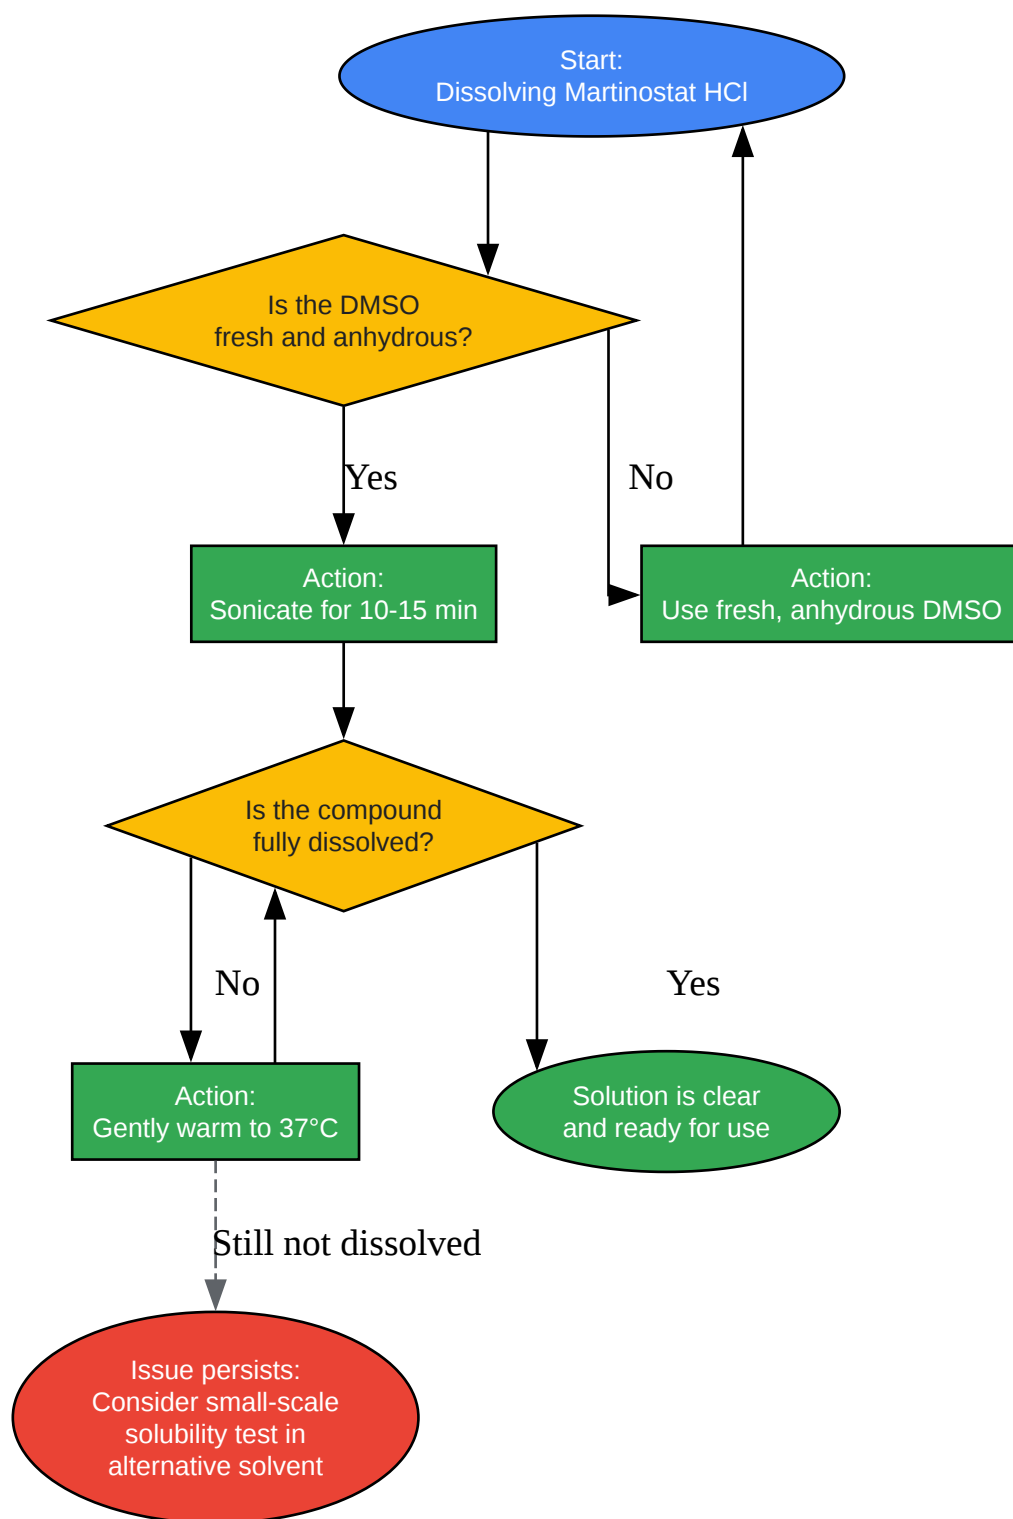 Start:
Dissolving Martinostat HCl
Is the DMSO
fresh and anhydrous?
Yes
No
Action:
Sonicate for 10-15 min
Action:
Use fresh, anhydrous DMSO
Is the compound
fully dissolved?
No
Yes
Action:
Gently warm to 37°C
Solution is clear
and ready for use
Still not dissolved
Issue persists:
Consider small-scale
solubility test in
alternative solvent